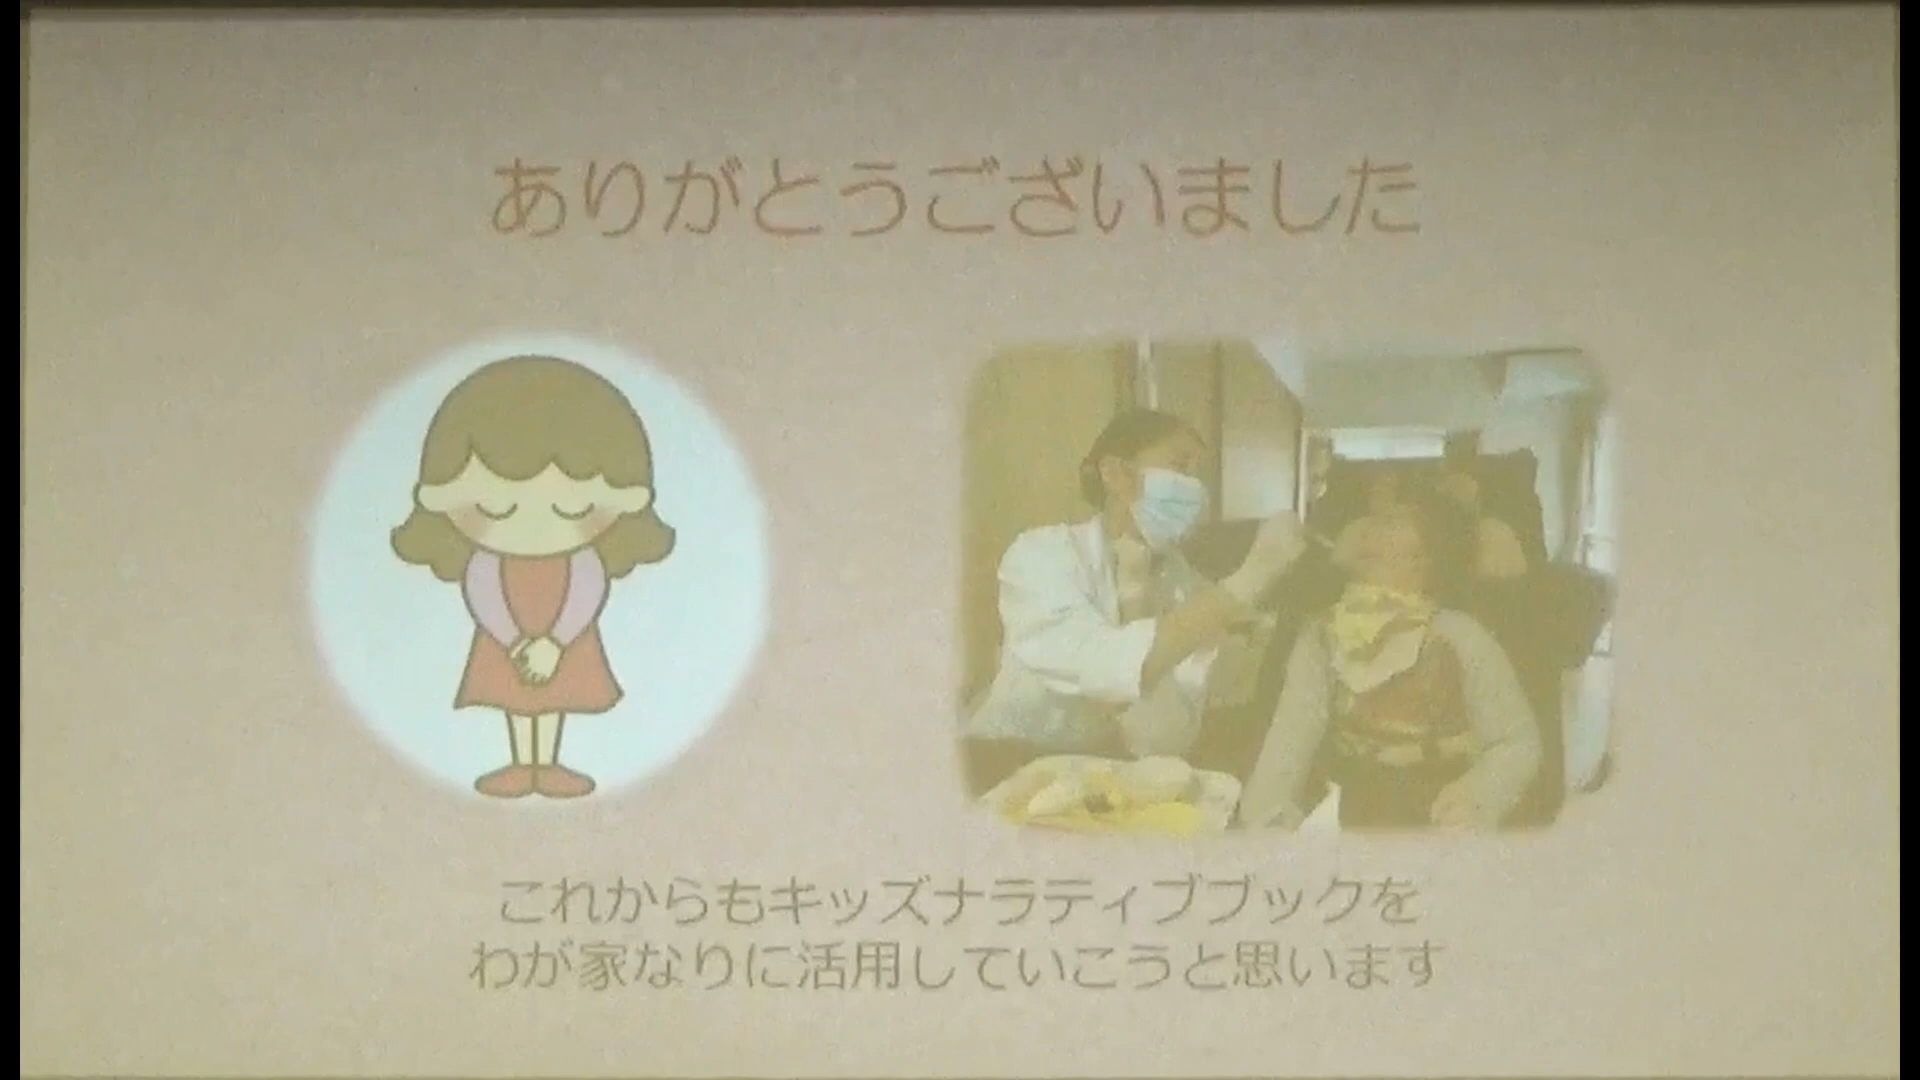 ありがとうございました
これからもキッズナラティブブックを
わが家なりに活用していこうと思います